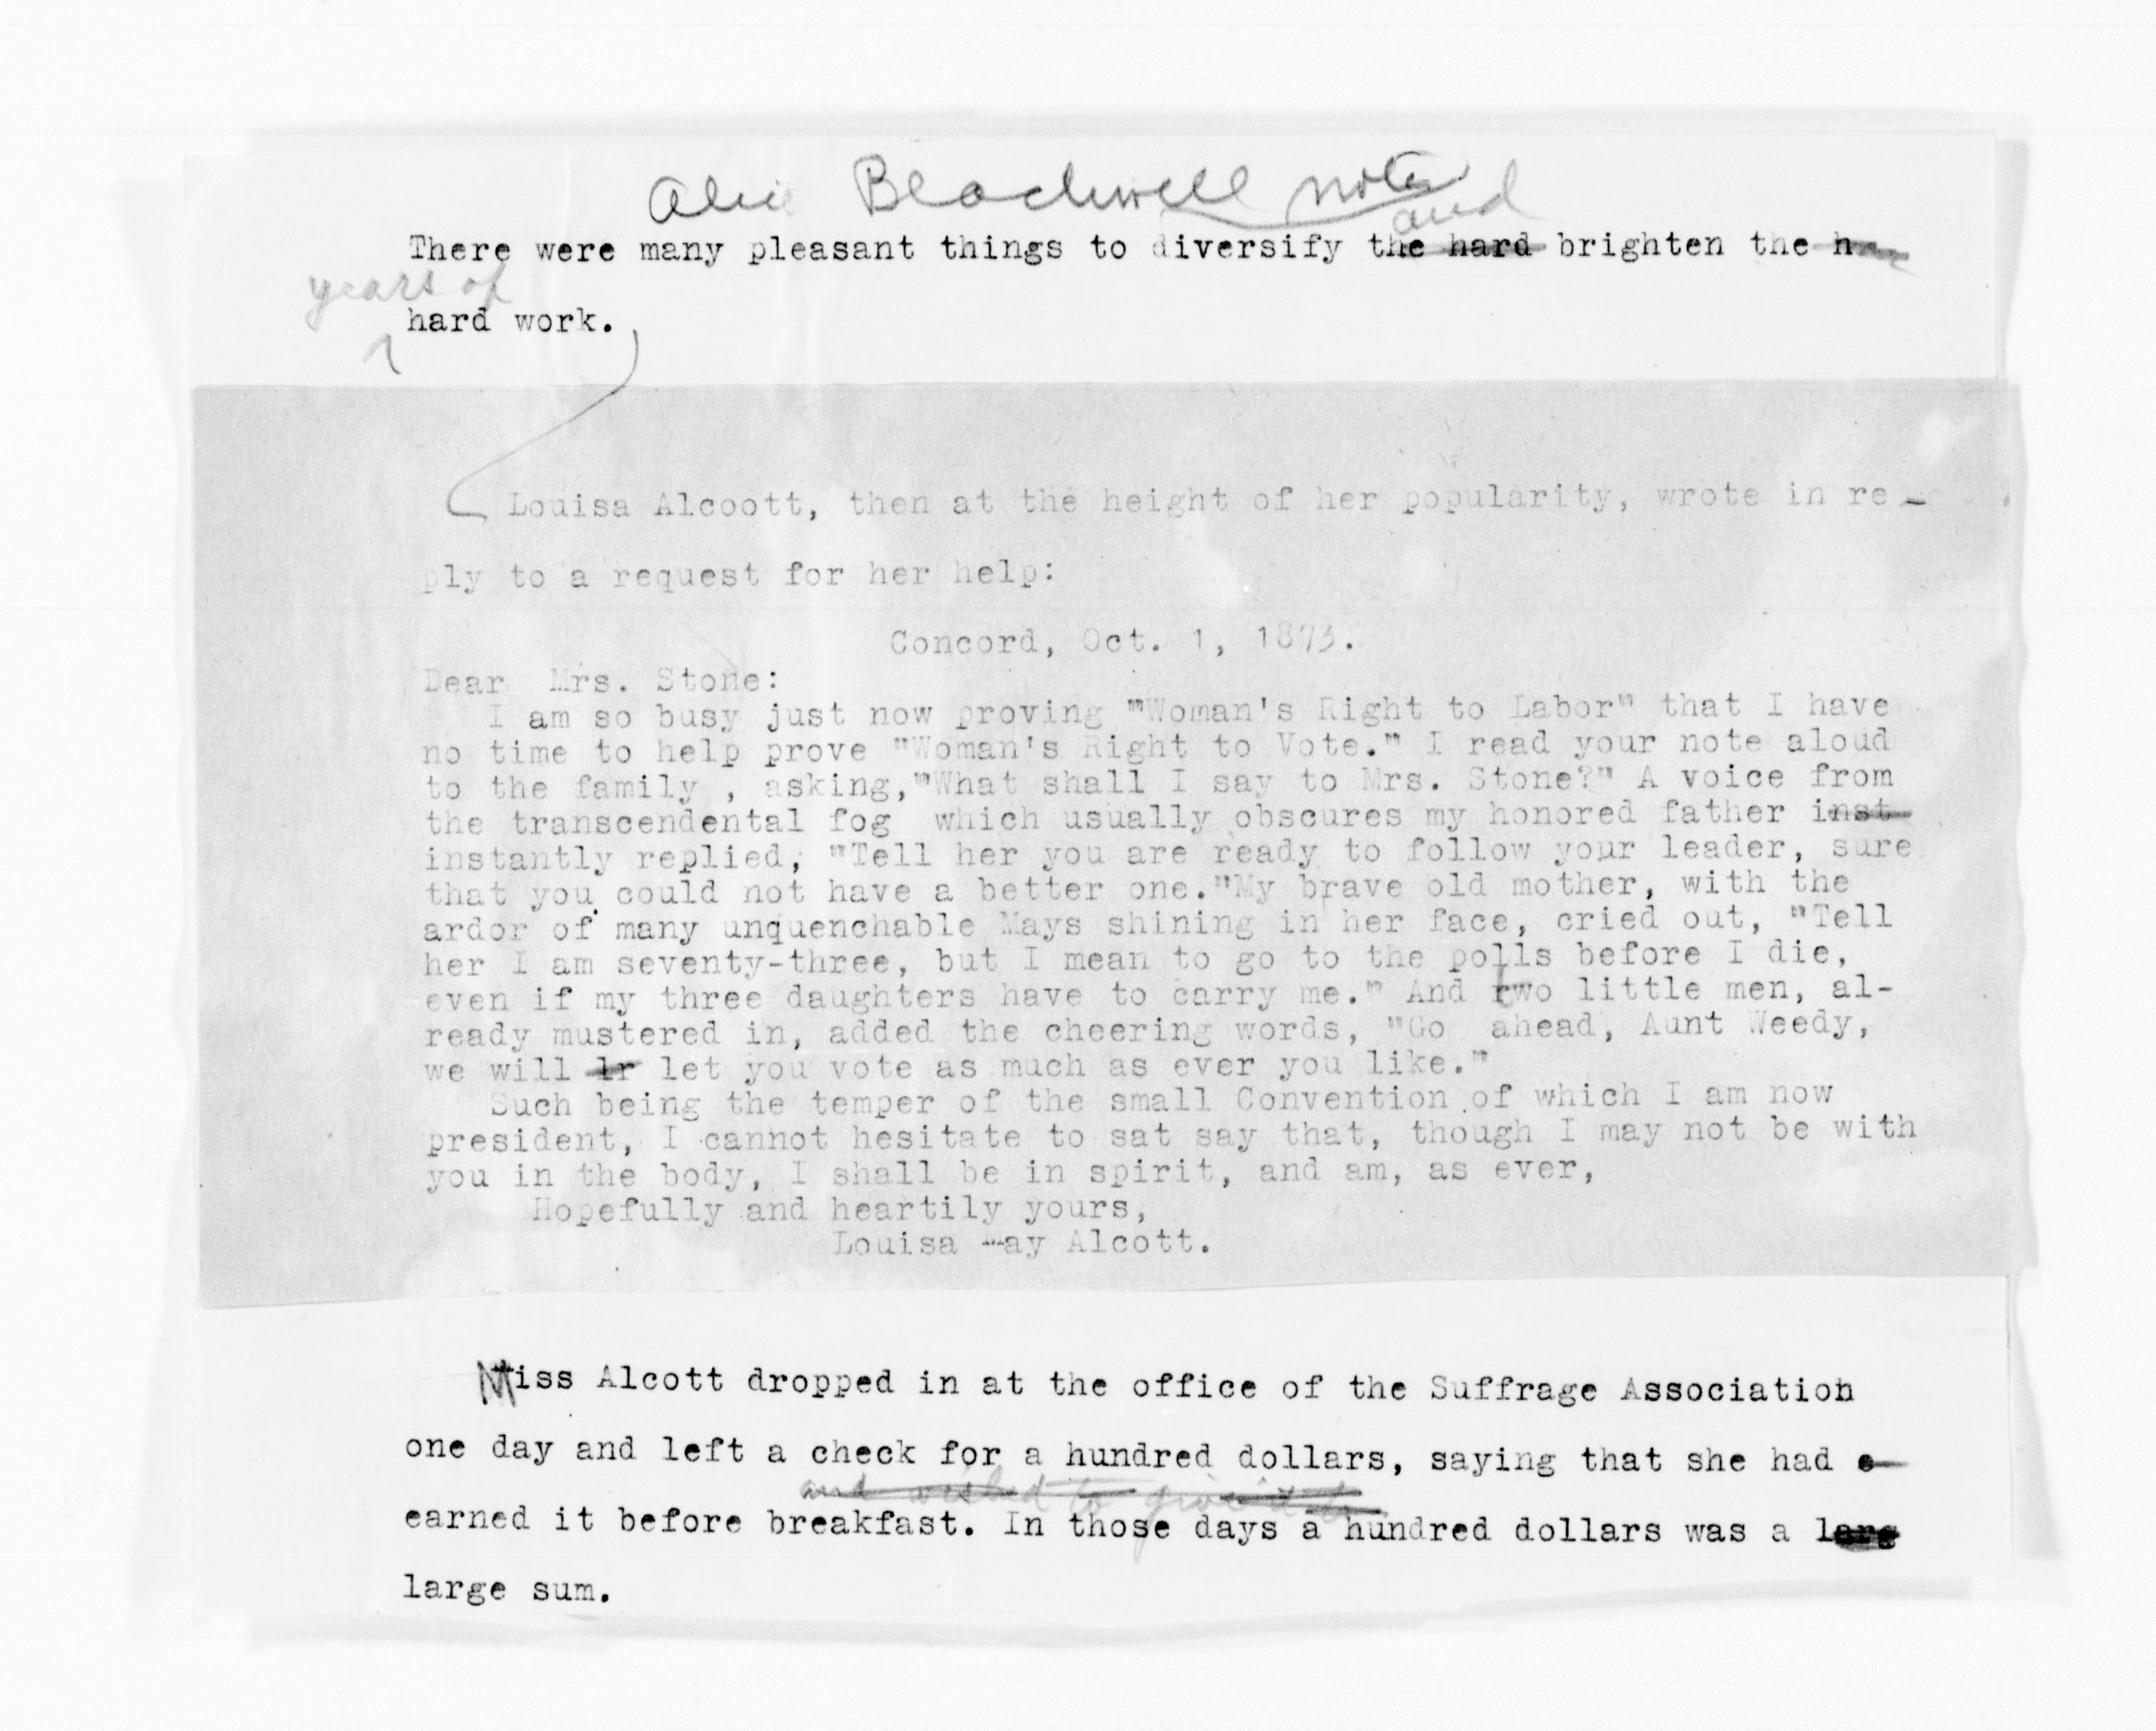 Alice Blackwell notes
and
There were many pleasant things to diversify the hard brighten the h
years of
hard work.
Louisa Alcoott, then at the height of her popularity, wrote in re-
ply to a request for her help:
Concord, Oct. 1, 1873.
Dear Mrs. Stone:
I am so busy just now proving "'Woman's Right to Labor" that I have
no time to help prove "Woman's Right to Vote." I read your note aloud
to the family , asking,"What shall I say to Mrs. Stone?" A voice from
the transcendental fog which usually obscures my honored father inst
instantly replied, "Tell her you are ready to follow your leader, sure
that you could not have a better one."My brave old mother, with the
ardor of many unquenchable Mays shining in her face, cried out, "Tell
her I am seventy-three, but I mean to go to the polls before I die,
even if my three daughters have to carry me." And two little men, al-
ready mustered in, added the cheering words, "Go ahead, Aunt Weedy,
we will lr let you vote as much as ever you like."
Such being the temper of the small Convention of which I am now
president, I cannot hesitate to sat say that, though I may not be with
you in the body, I shall be in spirit, and am, as ever,
Hopefully and heartily yours,
Louisa May Alcott.
Miss Alcott dropped in at the office of the Suffrage Association
one day and left a check for a hundred dollars, saying that she had e
and wished to give it to
earned it before breakfast. In those days a hundred dollars was a larg
large sum.